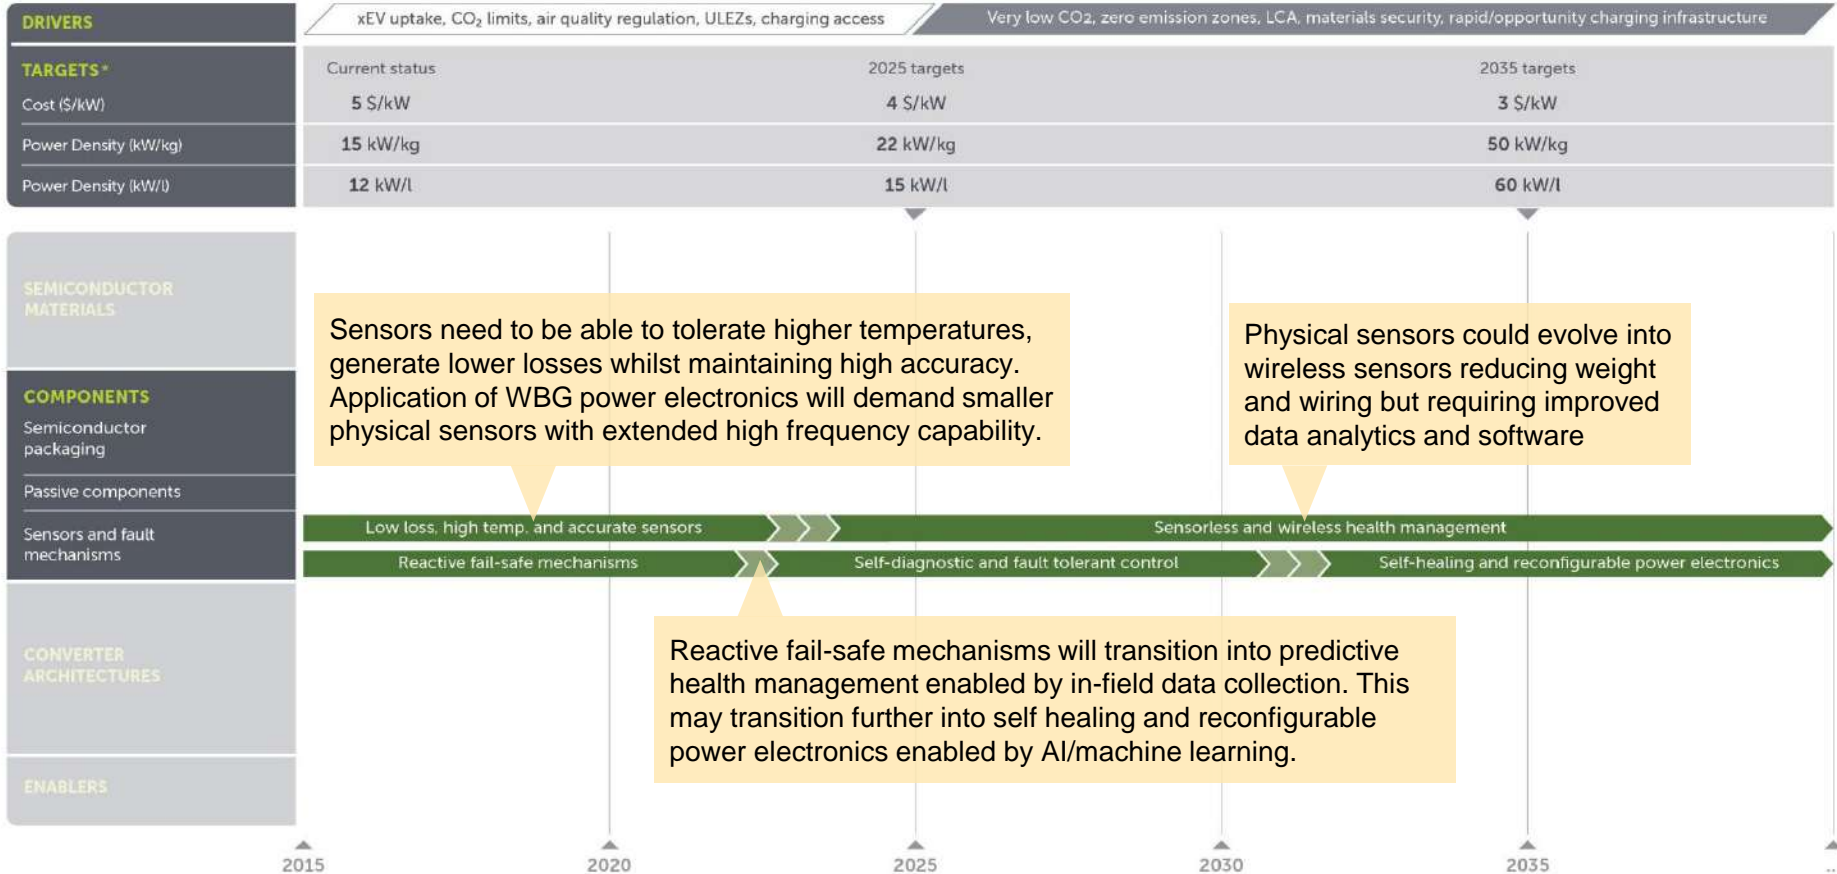 DRIVERS
xEV uptake, CO₂ limits, air quality regulation, ULEZs, charging access
Very low CO2, zero emission zones, LCA, materials security, rapid/opportunity charging infrastructure
TARGETS*
Current status
2025 targets
2035 targets
Cost ($/kW)
5 $/kW
4 $/kW
3 $/kW
Power Density (kW/kg)
15 kW/kg
22 kW/kg
50 kW/kg
Power Density (kW/l)
12 kW/l
15 kW/l
60 kW/l
SEMICONDUCTOR
MATERIALS
Sensors need to be able to tolerate higher temperatures,
generate lower losses whilst maintaining high accuracy.
Application of WBG power electronics will demand smaller
physical sensors with extended high frequency capability.
Physical sensors could evolve into
wireless sensors reducing weight
and wiring but requiring improved
data analytics and software
COMPONENTS
Semiconductor
packaging
Passive components
Sensors and fault
mechanisms
Low loss, high temp. and accurate sensors
Sensorless and wireless health management
Reactive fail-safe mechanisms
Self-diagnostic and fault tolerant control
Self-healing and reconfigurable power electronics
Reactive fail-safe mechanisms will transition into predictive
health management enabled by in-field data collection. This
may transition further into self healing and reconfigurable
power electronics enabled by AI/machine learning.
CONVERTER
ARCHITECTURES
ENABLERS
2015
2020
2025
2030
2035
..